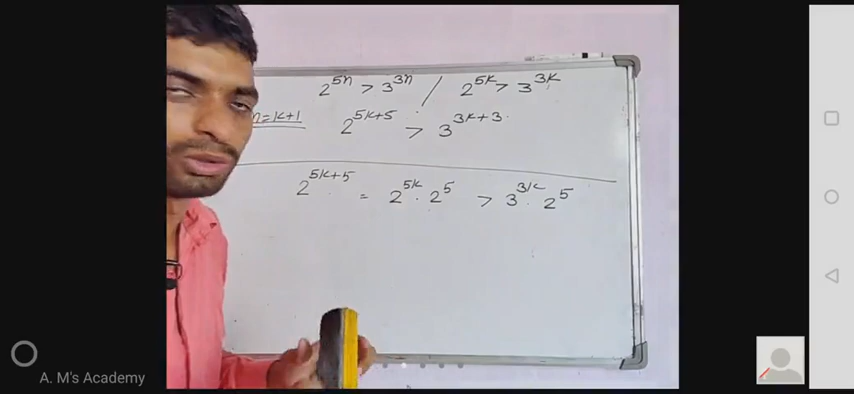 2^{5n} > 3^{3n} / 2^{5k} > 3^{3k}
n=k+1 2^{5k+5} > 3^{3k+3}.
2^{5k+5} = 2^{5k} . 2^5 > 3^{3k} . 2^5
A. M's Academy